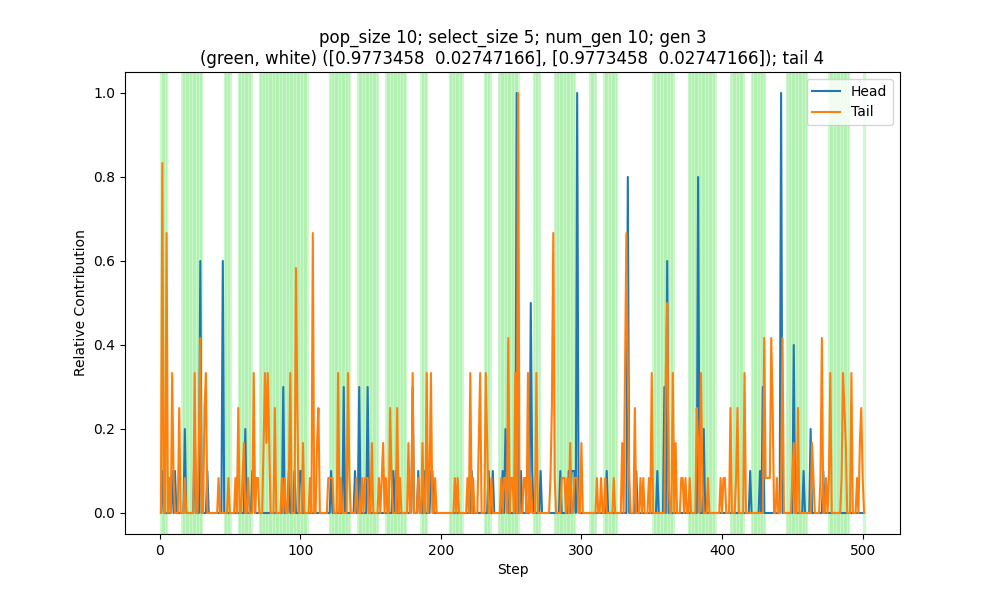 pop_size 10; select_size 5; num_gen 10; gen 3
(green, white) ([0.9773458  0.02747166], [0.9773458  0.02747166]); tail 4
Head
Tail
1.0
0.8
0.6
0.4
0.2
0.0
Relative Contribution
0
100
200
300
400
500
Step